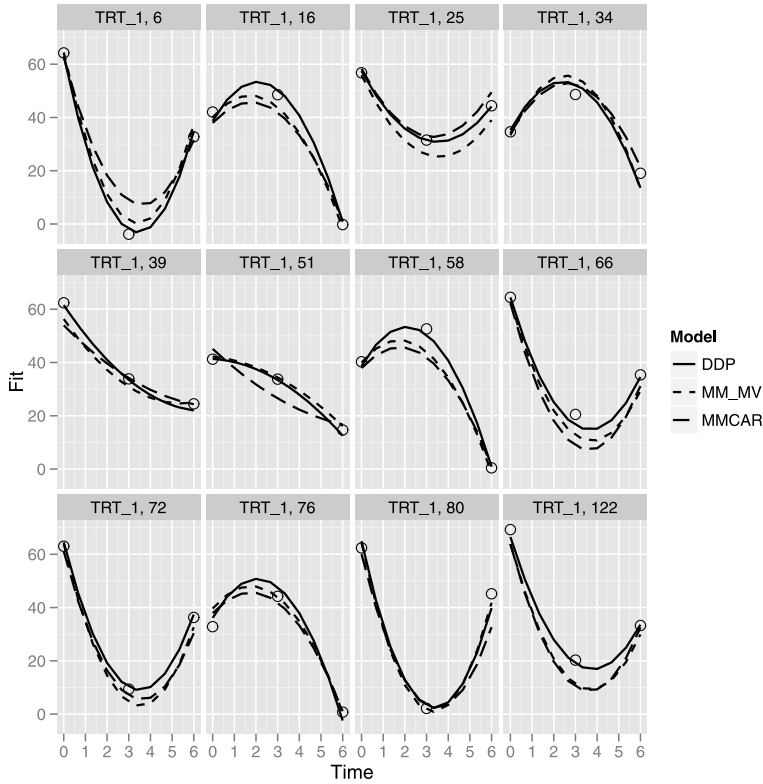 TRT_1, 6 TRT_1, 16 TRT_1, 25 TRT_1, 34
60
40
20
0
TRT_1, 39 TRT_1, 51 TRT_1, 58 TRT_1, 66
60
40
20
0
TRT_1, 72 TRT_1, 76 TRT_1, 80 TRT_1, 122
60
40
20
0
0 1 2 3 4 5 6 0 1 2 3 4 5 6 0 1 2 3 4 5 6 0 1 2 3 4 5 6
Time
Fit
Model
DDP
MM_MV
MMCAR